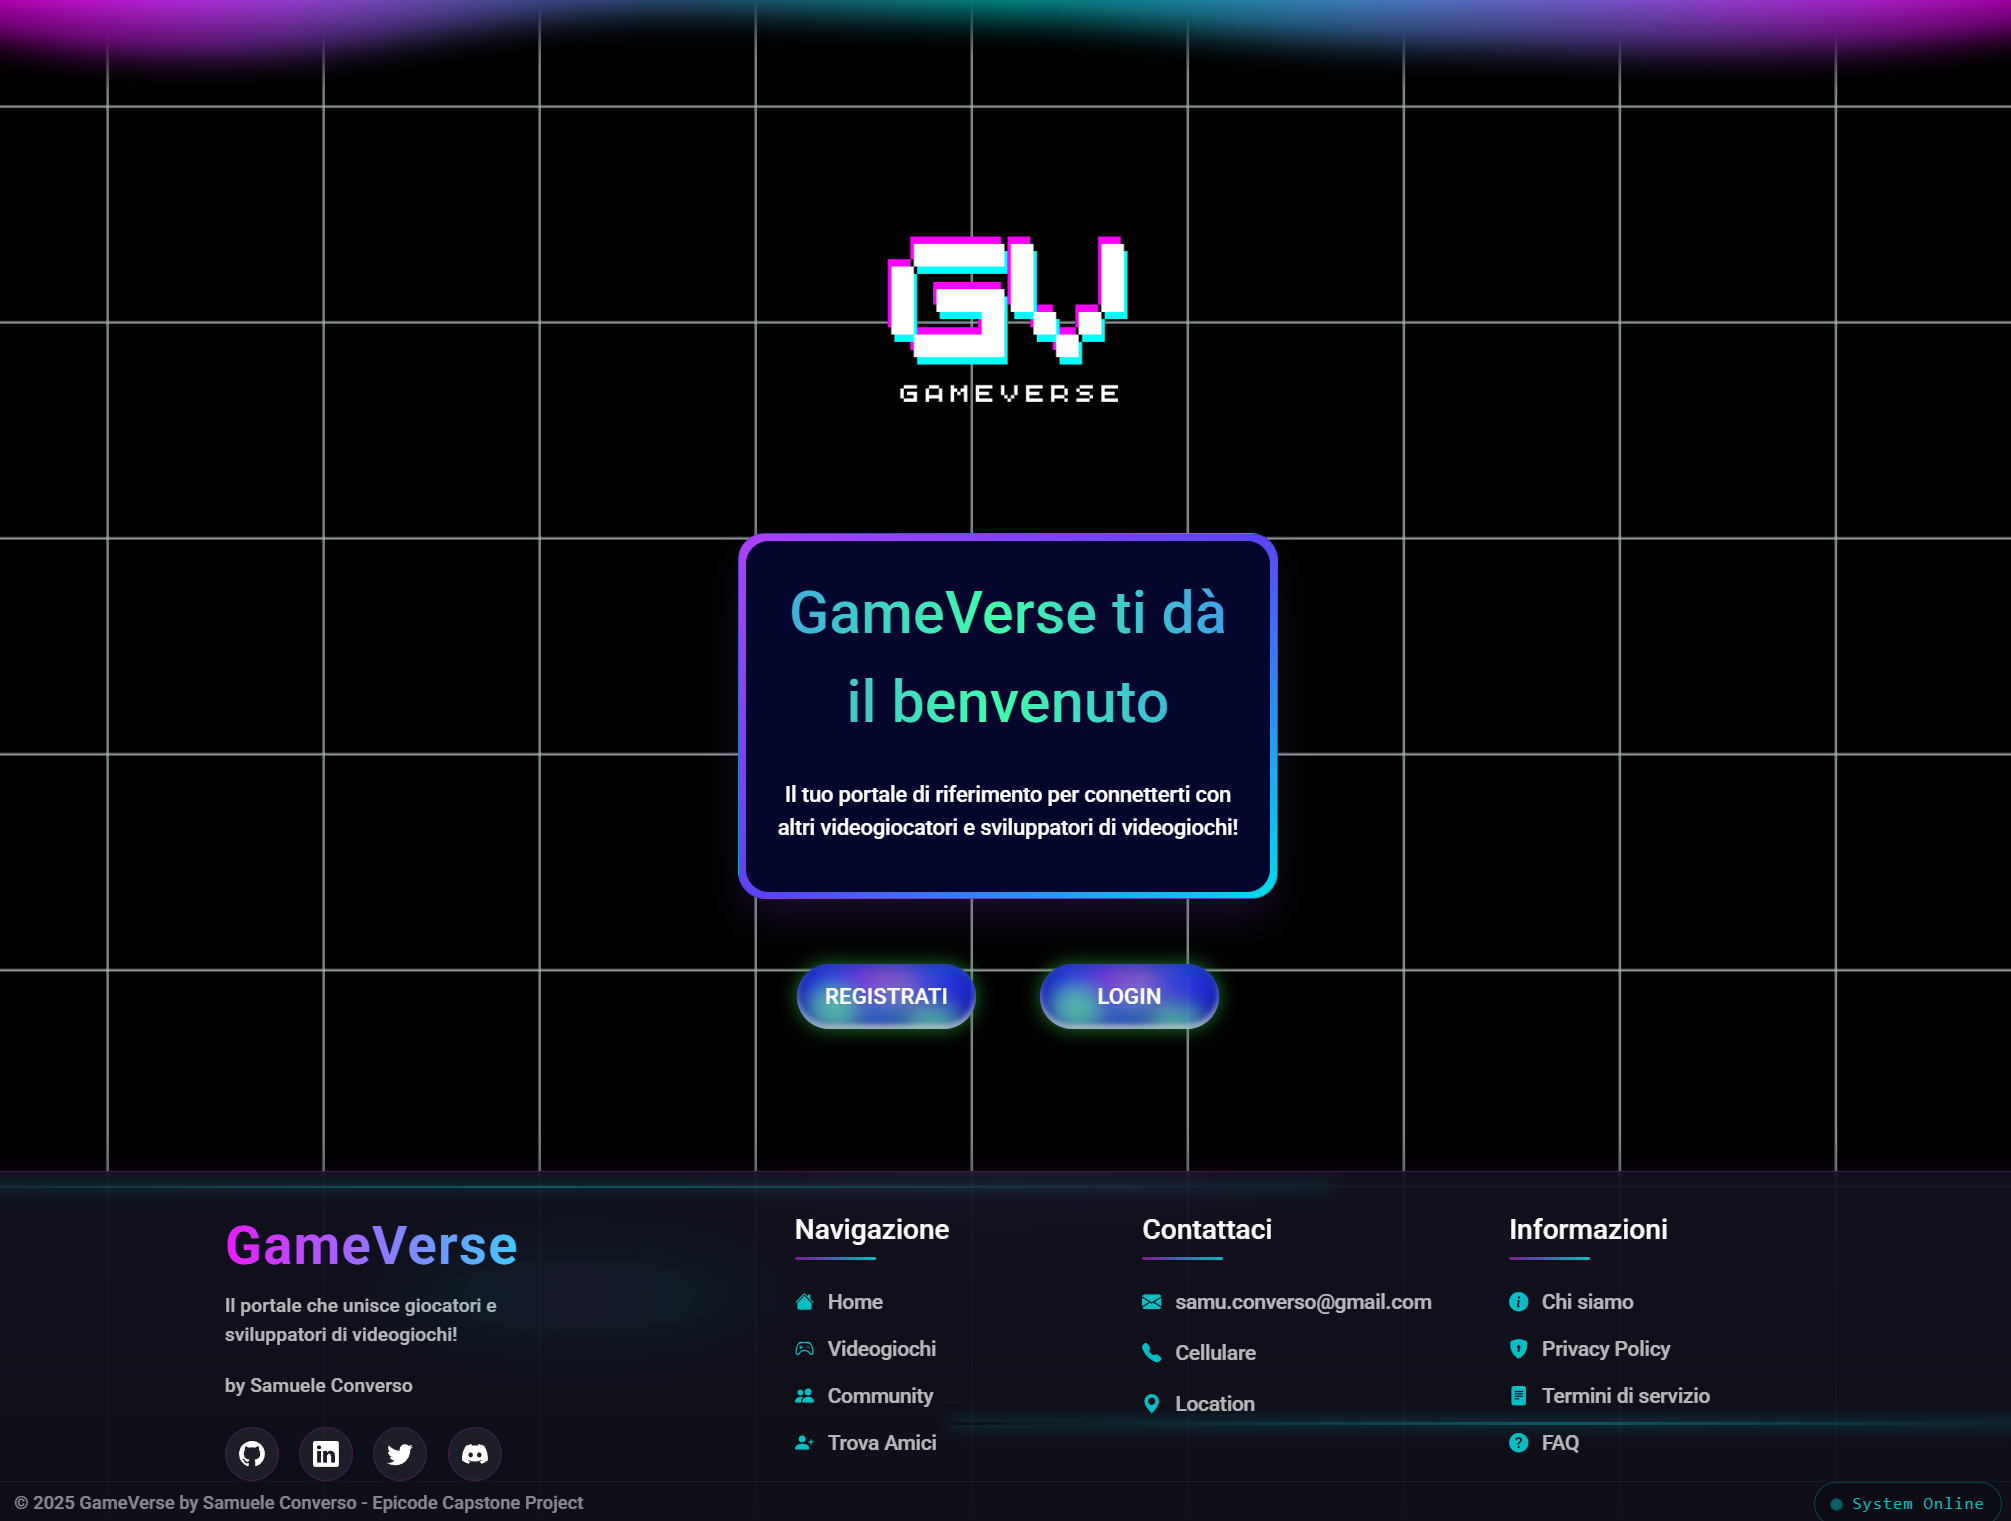 GV
GAMEVERSE
GameVerse ti dà
il benvenuto
Il tuo portale di riferimento per connetterti con
altri videogiocatori e sviluppatori di videogiochi!
REGISTRATI
LOGIN
GameVerse
Il portale che unisce giocatori e
sviluppatori di videogiochi!
by Samuele Converso
Navigazione
Home
Videogiochi
Community
Trova Amici
Contattaci
samu.converso@gmail.com
Cellulare
Location
Informazioni
Chi siamo
Privacy Policy
Termini di servizio
FAQ
© 2025 GameVerse by Samuele Converso - Epicode Capstone Project
System Online